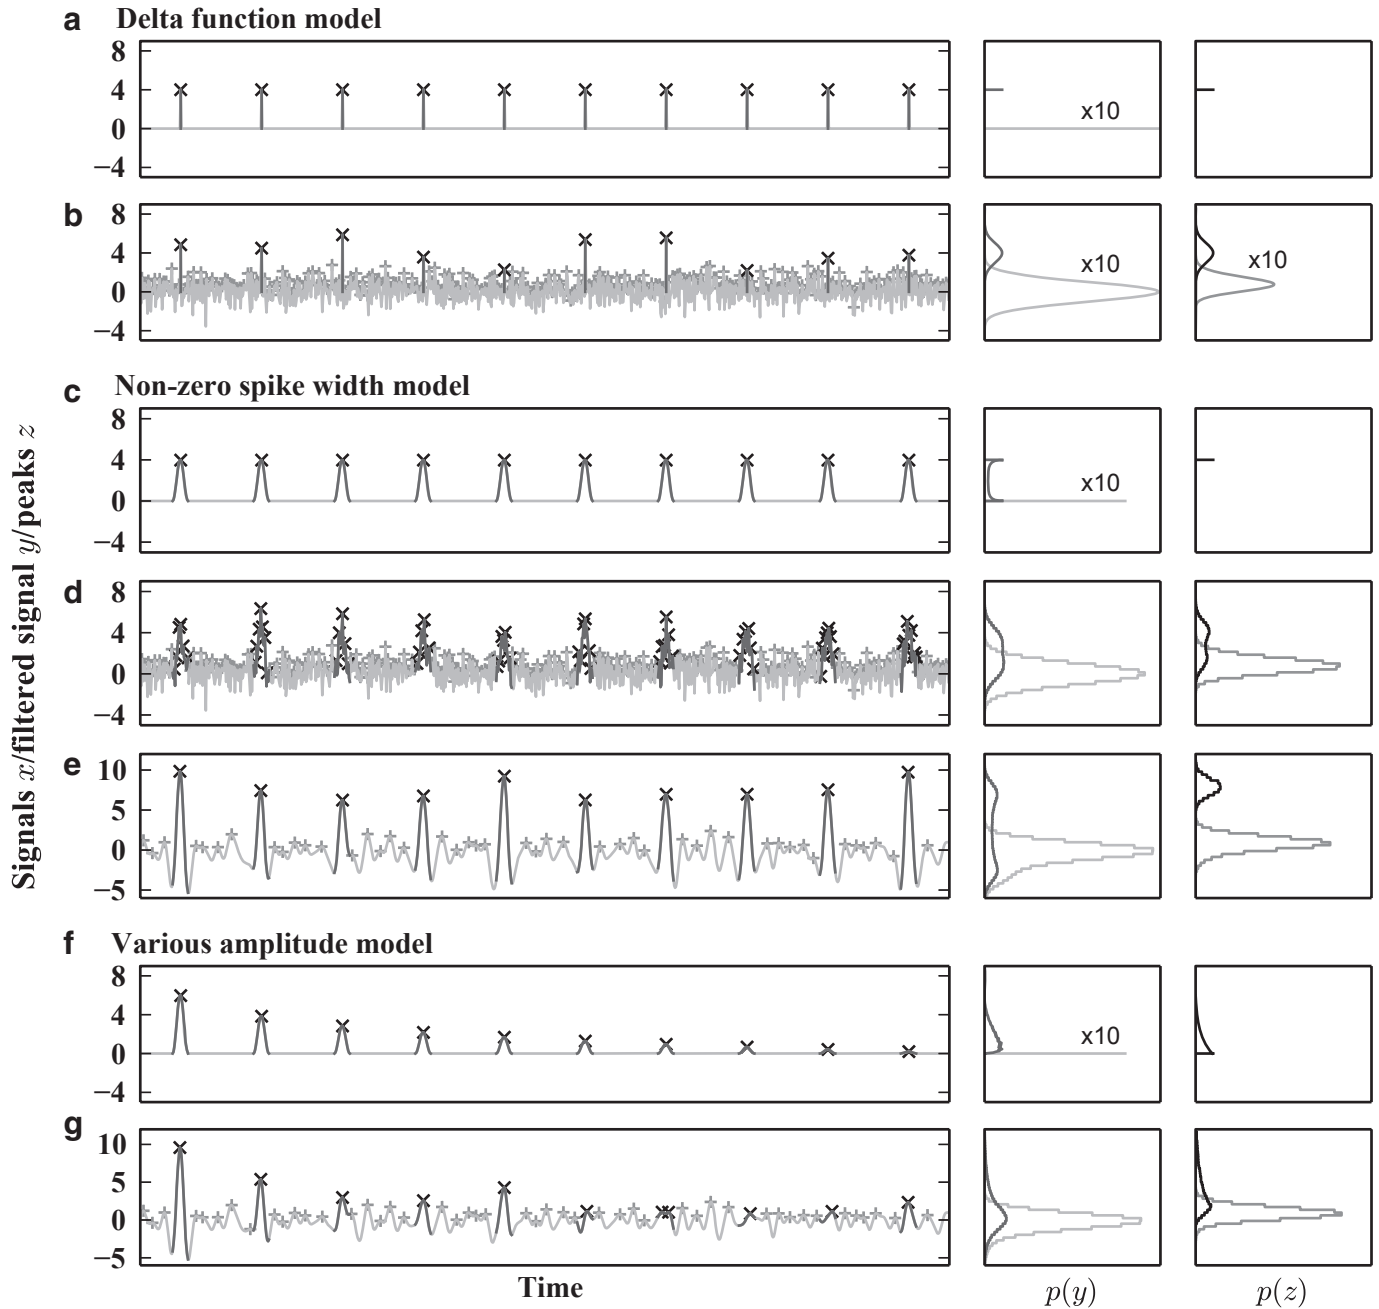 a Delta function model
8
4
0
−4
x10
b
8
4
0
−4
x10
x10
c Non-zero spike width model
8
4
0
−4
x10
d
8
4
0
−4
e
10
5
0
−5
f Various amplitude model
8
4
0
−4
x10
g
10
5
0
−5
Signals x/filtered signal y/peaks z
Time
p(y)
p(z)